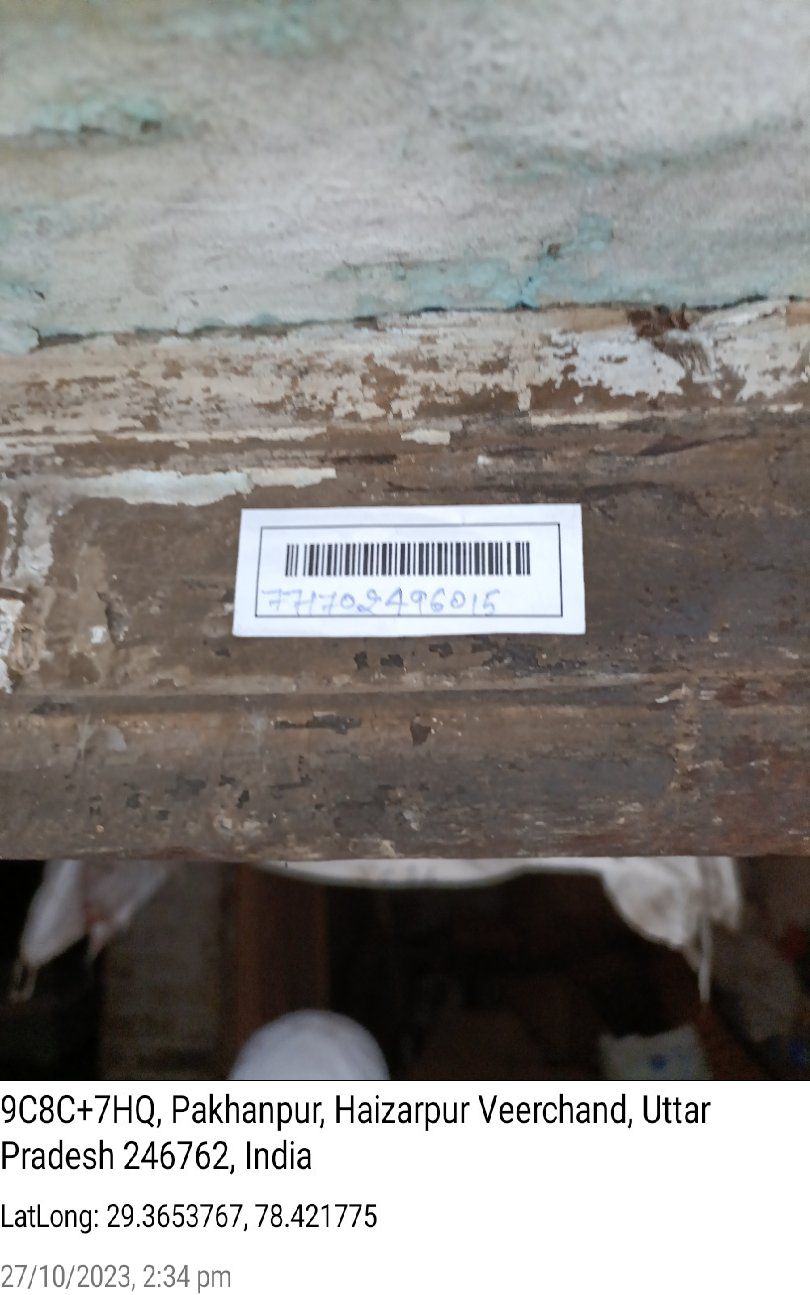 771702496015
9C8C+7HQ, Pakhanpur, Haizarpur Veerchand, Uttar
Pradesh 246762, India
LatLong: 29.3653767, 78.421775
27/10/2023, 2:34 pm